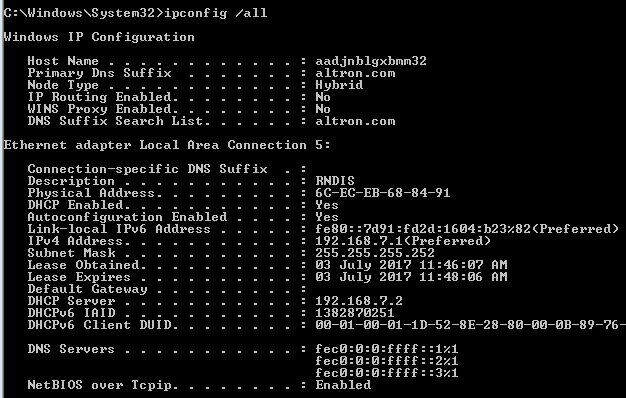 C:\Windows\System32>ipconfig /all
Windows IP Configuration
Host Name . . . . . . . . . . . . : aadjnblgxbmm32
Primary Dns Suffix  . . . . . . . : altron.com
Node Type . . . . . . . . . . . . : Hybrid
IP Routing Enabled. . . . . . . . : No
WINS Proxy Enabled. . . . . . . . : No
DNS Suffix Search List. . . . . . : altron.com
Ethernet adapter Local Area Connection 5:
Connection-specific DNS Suffix  . :
Description . . . . . . . . . . . : RNDIS
Physical Address. . . . . . . . . : 6C-EC-EB-68-84-91
DHCP Enabled. . . . . . . . . . . : Yes
Autoconfiguration Enabled . . . . : Yes
Link-local IPv6 Address . . . . . : fe80::7d91:fd2d:1604:b23%82(Preferred)
IPv4 Address. . . . . . . . . . . : 192.168.7.1(Preferred)
Subnet Mask . . . . . . . . . . . : 255.255.255.252
Lease Obtained. . . . . . . . . . : 03 July 2017 11:46:07 AM
Lease Expires . . . . . . . . . . : 03 July 2017 11:48:06 AM
Default Gateway . . . . . . . . . :
DHCP Server . . . . . . . . . . . : 192.168.7.2
DHCPv6 IAID . . . . . . . . . . . : 1382870251
DHCPv6 Client DUID. . . . . . . . : 00-01-00-01-1D-52-8E-28-80-00-0B-89-76-
DNS Servers . . . . . . . . . . . : fec0:0:0:ffff::1%1
fec0:0:0:ffff::2%1
fec0:0:0:ffff::3%1
NetBIOS over Tcpip. . . . . . . . : Enabled